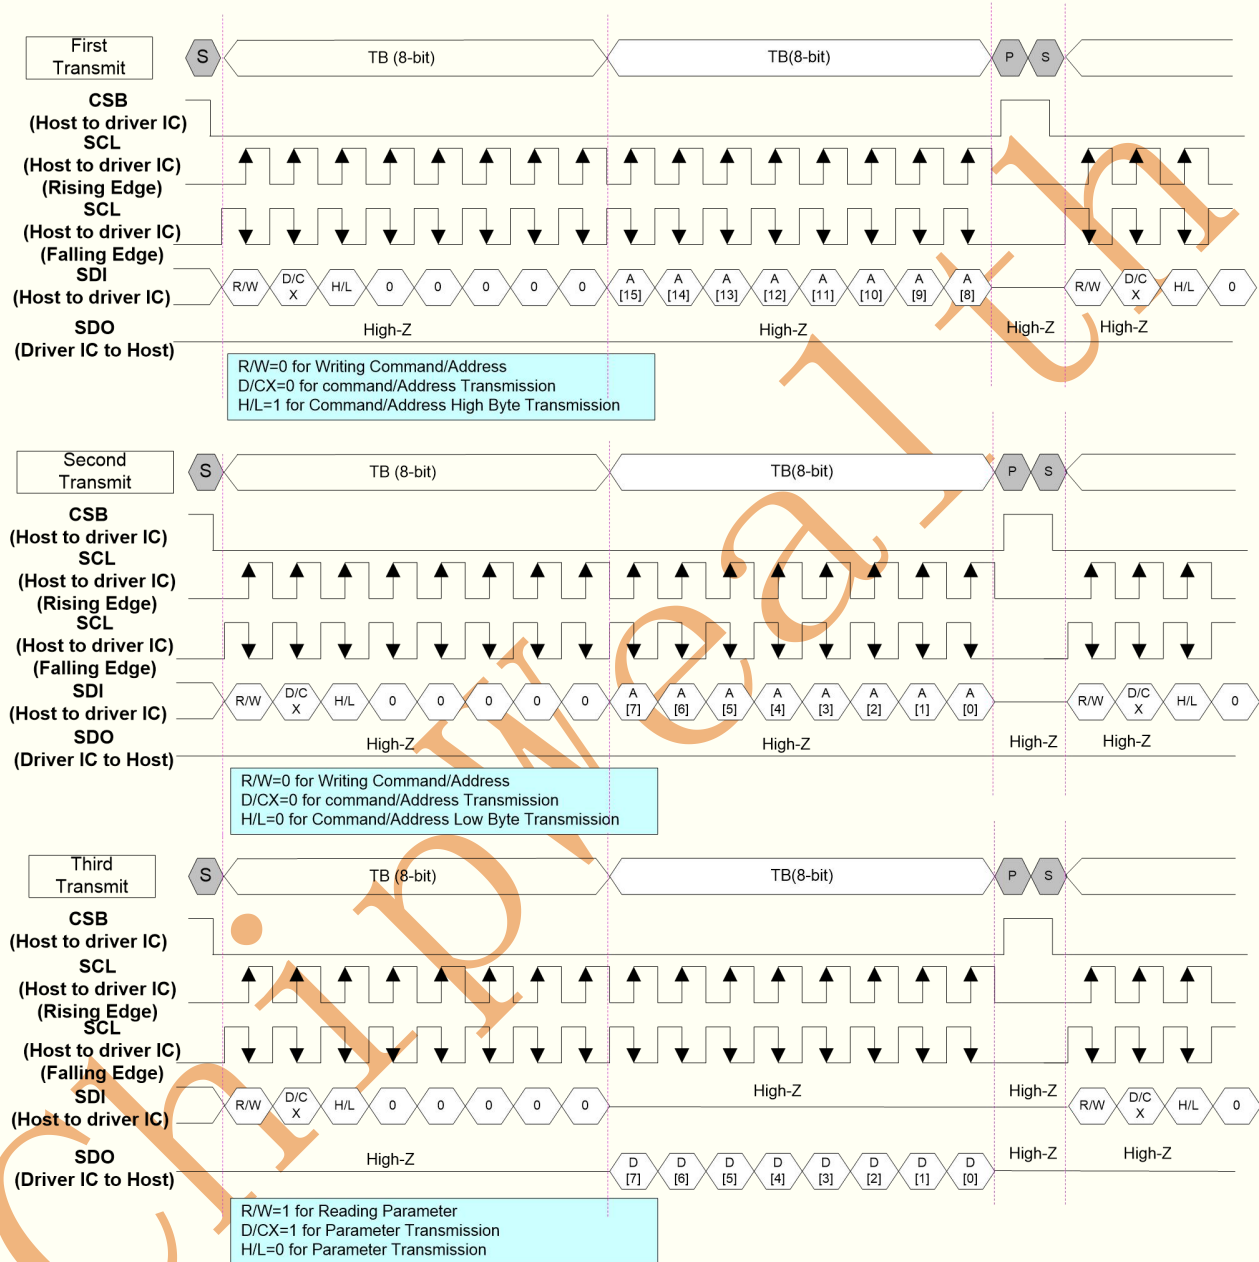 First
Transmit
S
TB (8-bit)
TB(8-bit)
P
S
CSB
(Host to driver IC)
SCL
(Host to driver IC)
(Rising Edge)
SCL
(Host to driver IC)
(Falling Edge)
SDI
(Host to driver IC)
R/W
D/C
X
H/L
0
0
0
0
0
A
[15]
A
[14]
A
[13]
A
[12]
A
[11]
A
[10]
A
[9]
A
[8]
R/W
D/C
X
H/L
0
SDO
(Driver IC to Host)
High-Z
High-Z
High-Z
High-Z
R/W=0 for Writing Command/Address
D/CX=0 for command/Address Transmission
H/L=1 for Command/Address High Byte Transmission
Second
Transmit
S
TB (8-bit)
TB(8-bit)
P
S
CSB
(Host to driver IC)
SCL
(Host to driver IC)
(Rising Edge)
SCL
(Host to driver IC)
(Falling Edge)
SDI
(Host to driver IC)
R/W
D/C
X
H/L
0
0
0
0
0
A
[7]
A
[6]
A
[5]
A
[4]
A
[3]
A
[2]
A
[1]
A
[0]
R/W
D/C
X
H/L
0
SDO
(Driver IC to Host)
High-Z
High-Z
High-Z
High-Z
R/W=0 for Writing Command/Address
D/CX=0 for command/Address Transmission
H/L=0 for Command/Address Low Byte Transmission
Third
Transmit
S
TB (8-bit)
TB(8-bit)
P
S
CSB
(Host to driver IC)
SCL
(Host to driver IC)
(Rising Edge)
SCL
(Host to driver IC)
(Falling Edge)
SDI
(Host to driver IC)
R/W
D/C
X
H/L
0
0
0
0
0
High-Z
High-Z
R/W
D/C
X
H/L
0
SDO
(Driver IC to Host)
High-Z
D
[7]
D
[6]
D
[5]
D
[4]
D
[3]
D
[2]
D
[1]
D
[0]
High-Z
High-Z
R/W=1 for Reading Parameter
D/CX=1 for Parameter Transmission
H/L=0 for Parameter Transmission
Chipwealth